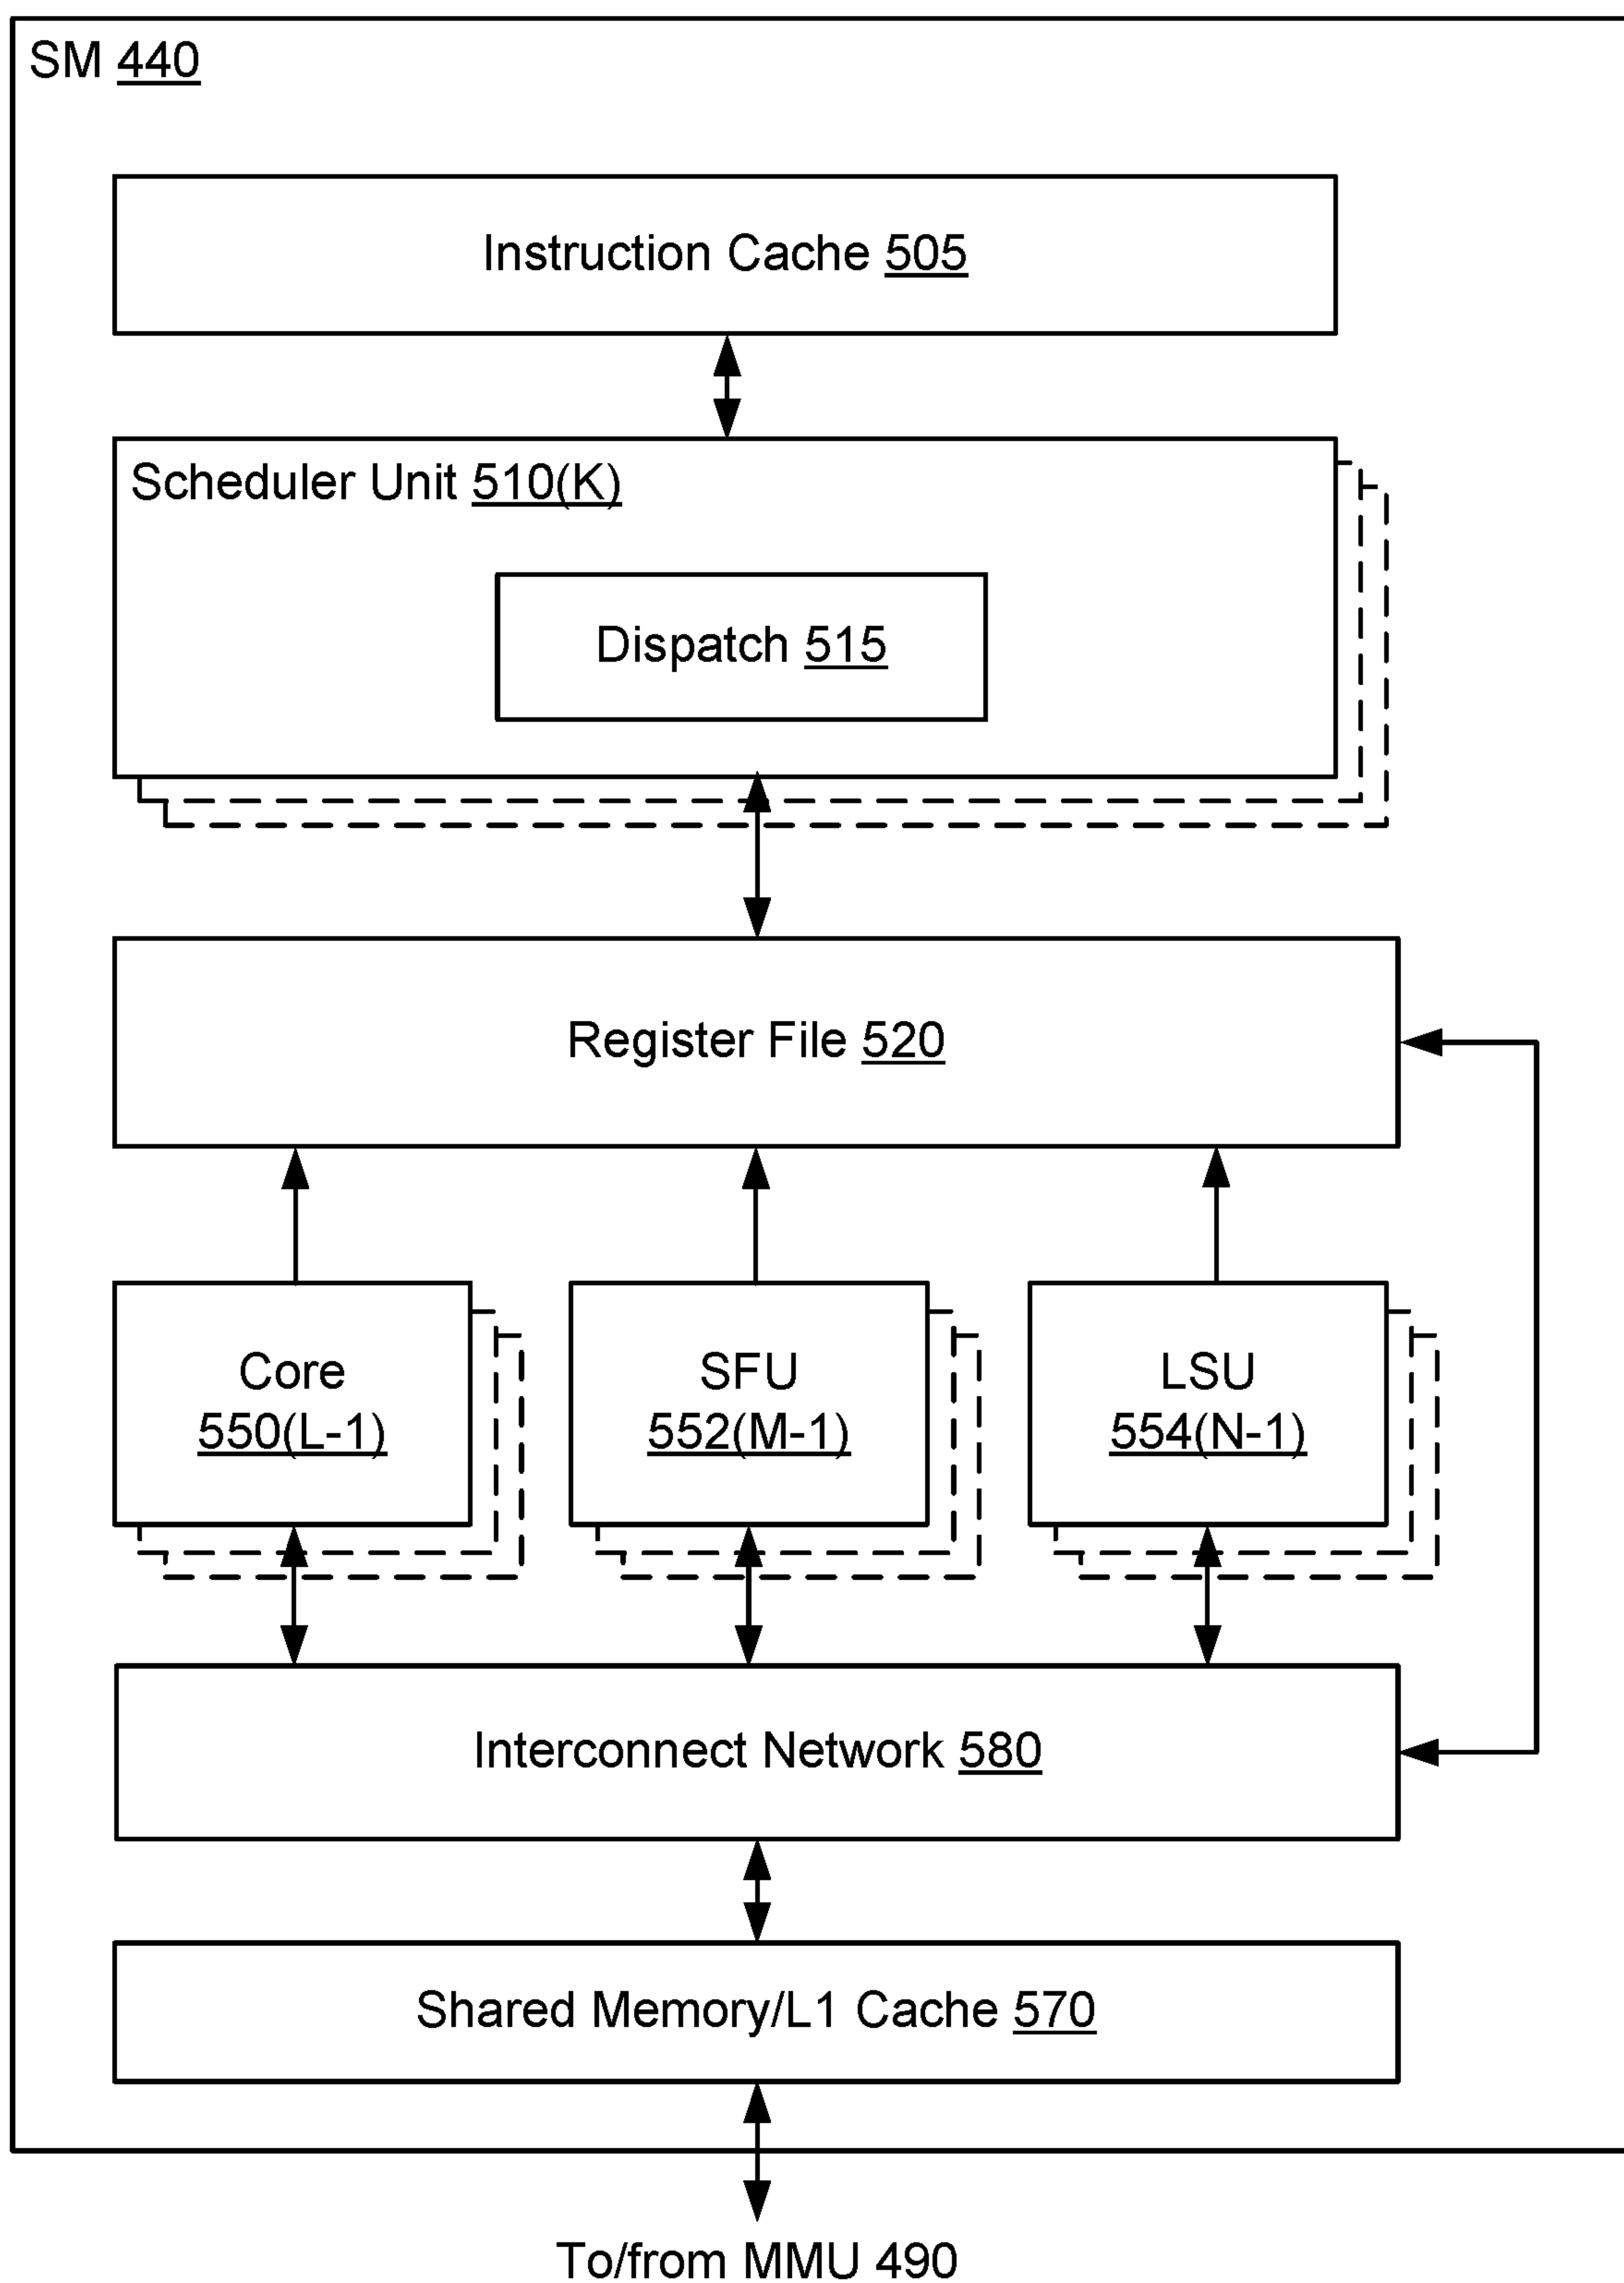 SM 440
Instruction Cache 505
Scheduler Unit 510(K)
Dispatch 515
Register File 520
Core
550(L-1)
SFU
552(M-1)
LSU
554(N-1)
Interconnect Network 580
Shared Memory/L1 Cache 570
To/from MMU 490